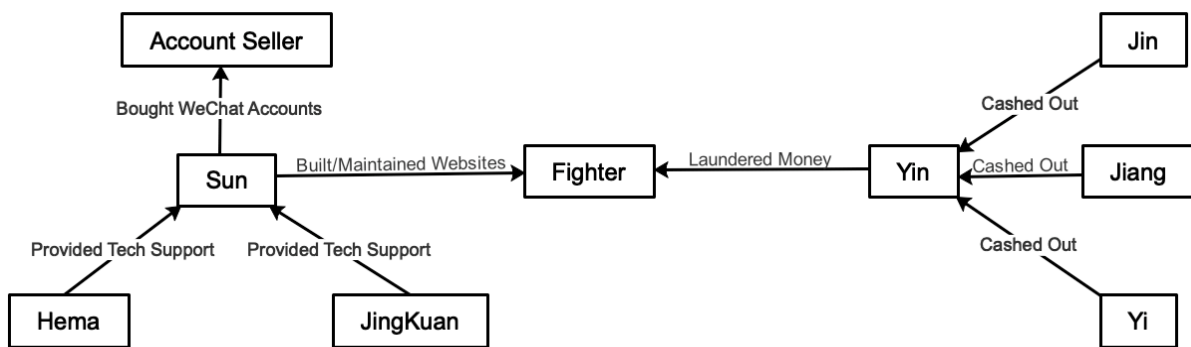 Account Seller
Jin
Bought WeChat Accounts
Cashed Out
Sun
Built/Maintained Websites
Fighter
Laundered Money
Yin
Cashed Out
Jiang
Provided Tech Support
Provided Tech Support
Cashed Out
Hema
JingKuan
Yi